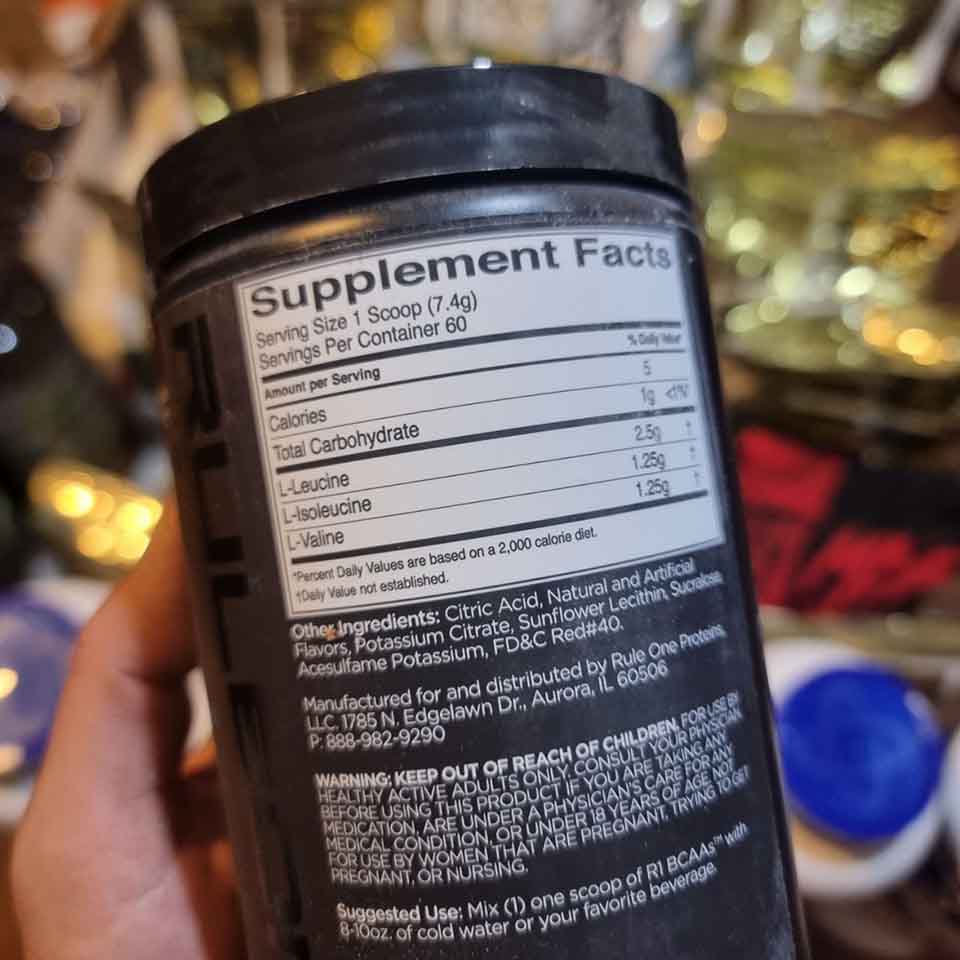 Supplement Facts
Serving Size 1 Scoop (7.4g)
Servings Per Container 60
Amount per Serving % Daily Value*
Calories 5
Total Carbohydrate 1g <1%*
L-Leucine 2.5g †
L-Isoleucine 1.25g †
L-Valine 1.25g †
*Percent Daily Values are based on a 2,000 calorie diet.
†Daily Value not established.
Other Ingredients: Citric Acid, Natural and Artificial
Flavors, Potassium Citrate, Sunflower Lecithin, Sucralose,
Acesulfame Potassium, FD&C Red#40.
Manufactured for and distributed by Rule One Proteins,
LLC, 1785 N. Edgelawn Dr., Aurora, IL 60506
P: 888-982-9290
WARNING: KEEP OUT OF REACH OF CHILDREN. FOR USE BY
HEALTHY ACTIVE ADULTS ONLY. CONSULT YOUR PHYSICIAN
BEFORE USING THIS PRODUCT IF YOU ARE TAKING ANY
MEDICATION, ARE UNDER A PHYSICIAN'S CARE FOR ANY
MEDICAL CONDITION, OR UNDER 18 YEARS OF AGE. NOT
FOR USE BY WOMEN THAT ARE PREGNANT, TRYING TO GET
PREGNANT, OR NURSING.
Suggested Use: Mix (1) one scoop of R1 BCAAs™ with
8-10oz. of cold water or your favorite beverage.